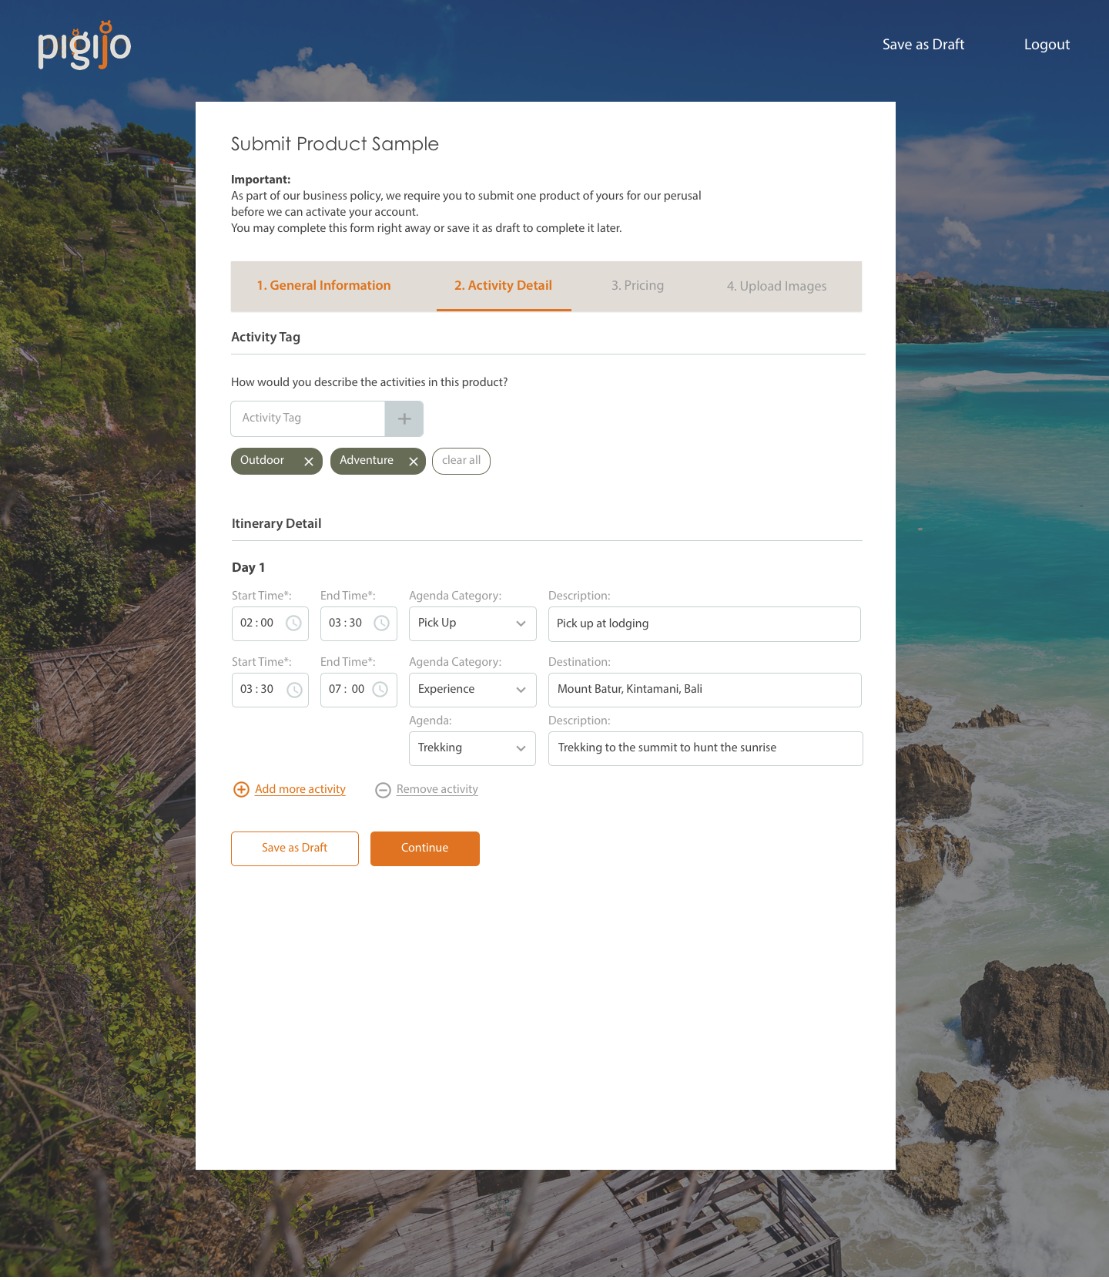 pigijo
Save as Draft Logout
Submit Product Sample
Important:
As part of our business policy, we require you to submit one product of yours for our perusal
before we can activate your account.
You may complete this form right away or save it as draft to complete it later.
1. General Information 2. Activity Detail 3. Pricing 4. Upload Images
Activity Tag
How would you describe the activities in this product?
Activity Tag +
Outdoor × Adventure × clear all
Itinerary Detail
Day 1
Start Time*: End Time*: Agenda Category: Description:
02 : 00 03 : 30 Pick Up Pick up at lodging
Start Time*: End Time*: Agenda Category: Destination:
03 : 30 07 : 00 Experience Mount Batur, Kintamani, Bali
Agenda: Description:
Trekking Trekking to the summit to hunt the sunrise
Add more activity Remove activity
Save as Draft Continue